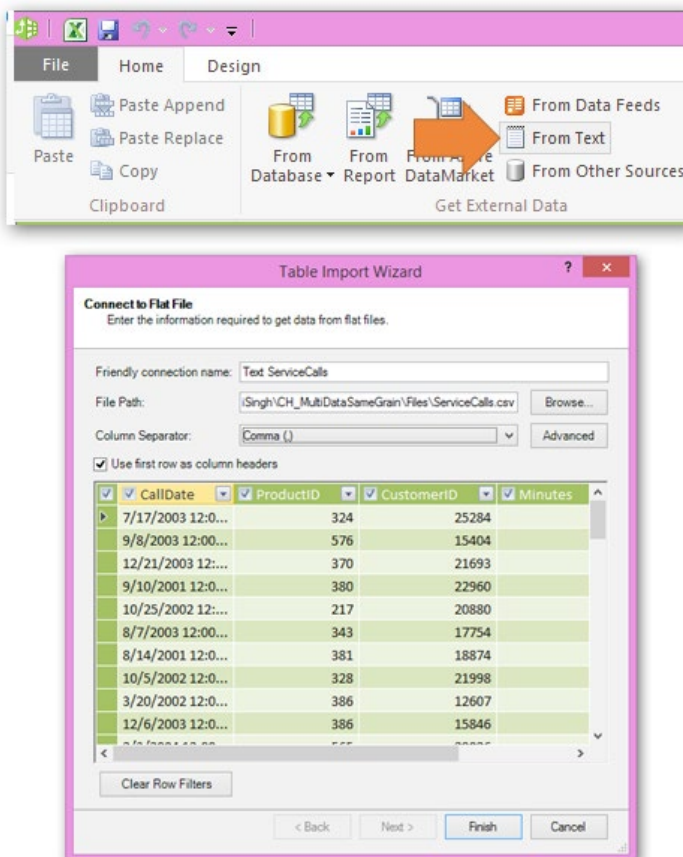 File Home Design
Paste Append
Paste Replace
Copy
Paste
Clipboard
From Database
From Report
From DataMarket
From Data Feeds
From Text
From Other Sources
Get External Data
Table Import Wizard ? ×
Connect to Flat File
Enter the information required to get data from flat files.
Friendly connection name: Text ServiceCalls
File Path: iSingh\CH_MultiDataSameGrain\Files\ServiceCalls.csv Browse...
Column Separator: Comma (,) Advanced
Use first row as column headers
CallDate ProductID CustomerID Minutes
7/17/2003 12:0... 324 25284
9/8/2003 12:00... 576 15404
12/21/2003 12:... 370 21693
9/10/2001 12:0... 380 22960
10/25/2002 12:... 217 20880
8/7/2003 12:00... 343 17754
8/14/2001 12:0... 381 18874
10/5/2002 12:0... 328 21998
3/20/2002 12:0... 386 12607
12/6/2003 12:0... 386 15846
Clear Row Filters
< Back Next > Finish Cancel